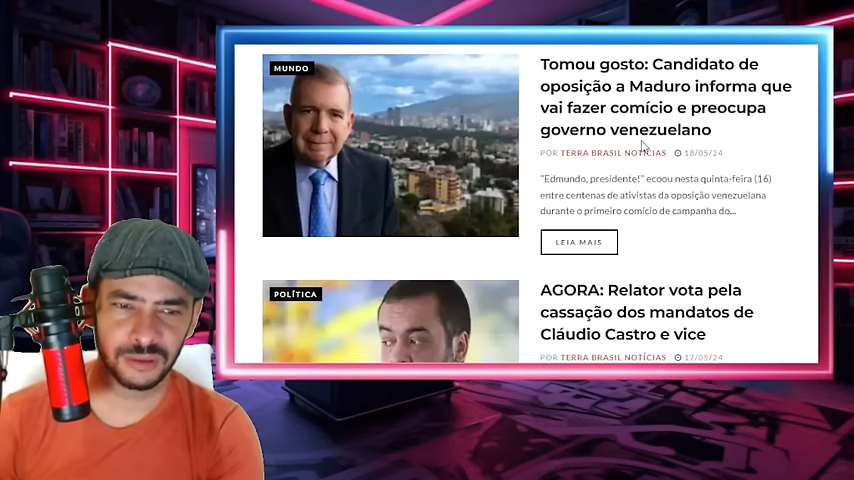 MUNDO
Tomou gosto: Candidato de
oposição a Maduro informa que
vai fazer comício e preocupa
governo venezuelano
POR TERRA BRASIL NOTÍCIAS 18/05/24
"Edmundo, presidente!" ecoou nesta quinta-feira (16)
entre centenas de ativistas da oposição venezuelana
durante o primeiro comício de campanha do...
LEIA MAIS
POLÍTICA
AGORA: Relator vota pela
cassação dos mandatos de
Cláudio Castro e vice
POR TERRA BRASIL NOTÍCIAS 17/05/24